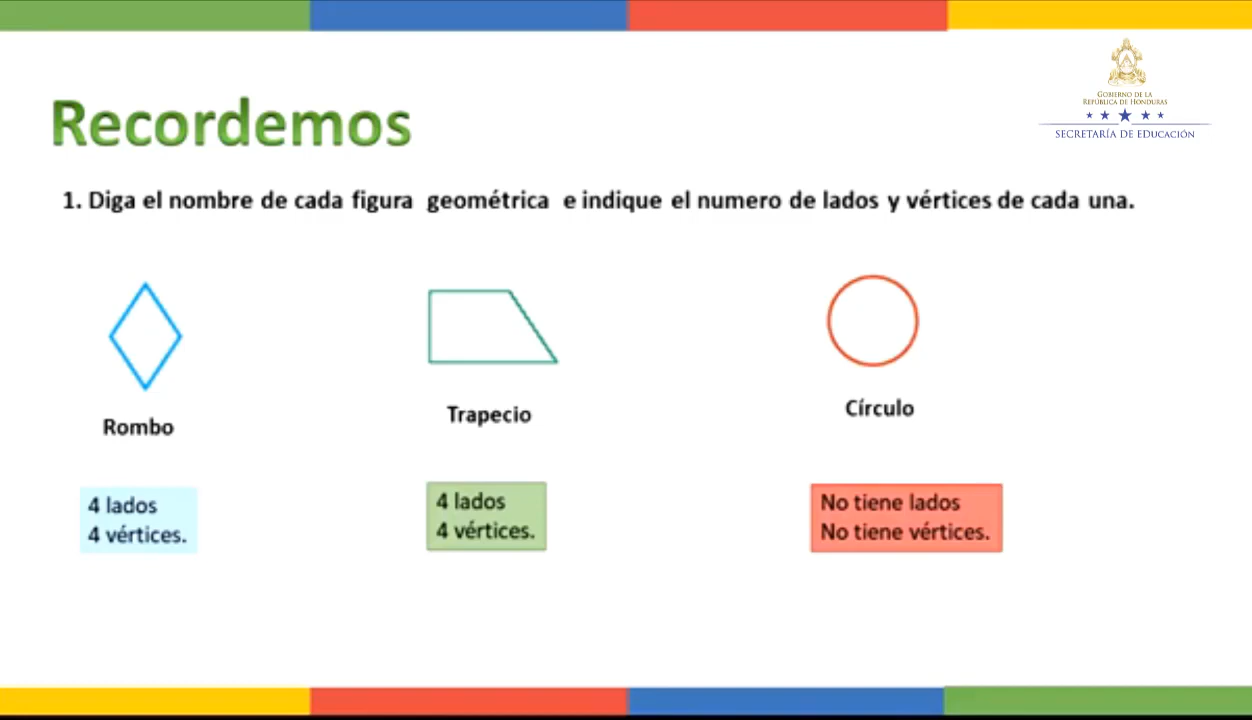 GOBIERNO DE LA
REPÚBLICA DE HONDURAS
SECRETARÍA DE EDUCACIÓN
Recordemos
1. Diga el nombre de cada figura geométrica e indique el numero de lados y vértices de cada una.
Rombo
Trapecio
Círculo
4 lados
4 vértices.
4 lados
4 vértices.
No tiene lados
No tiene vértices.